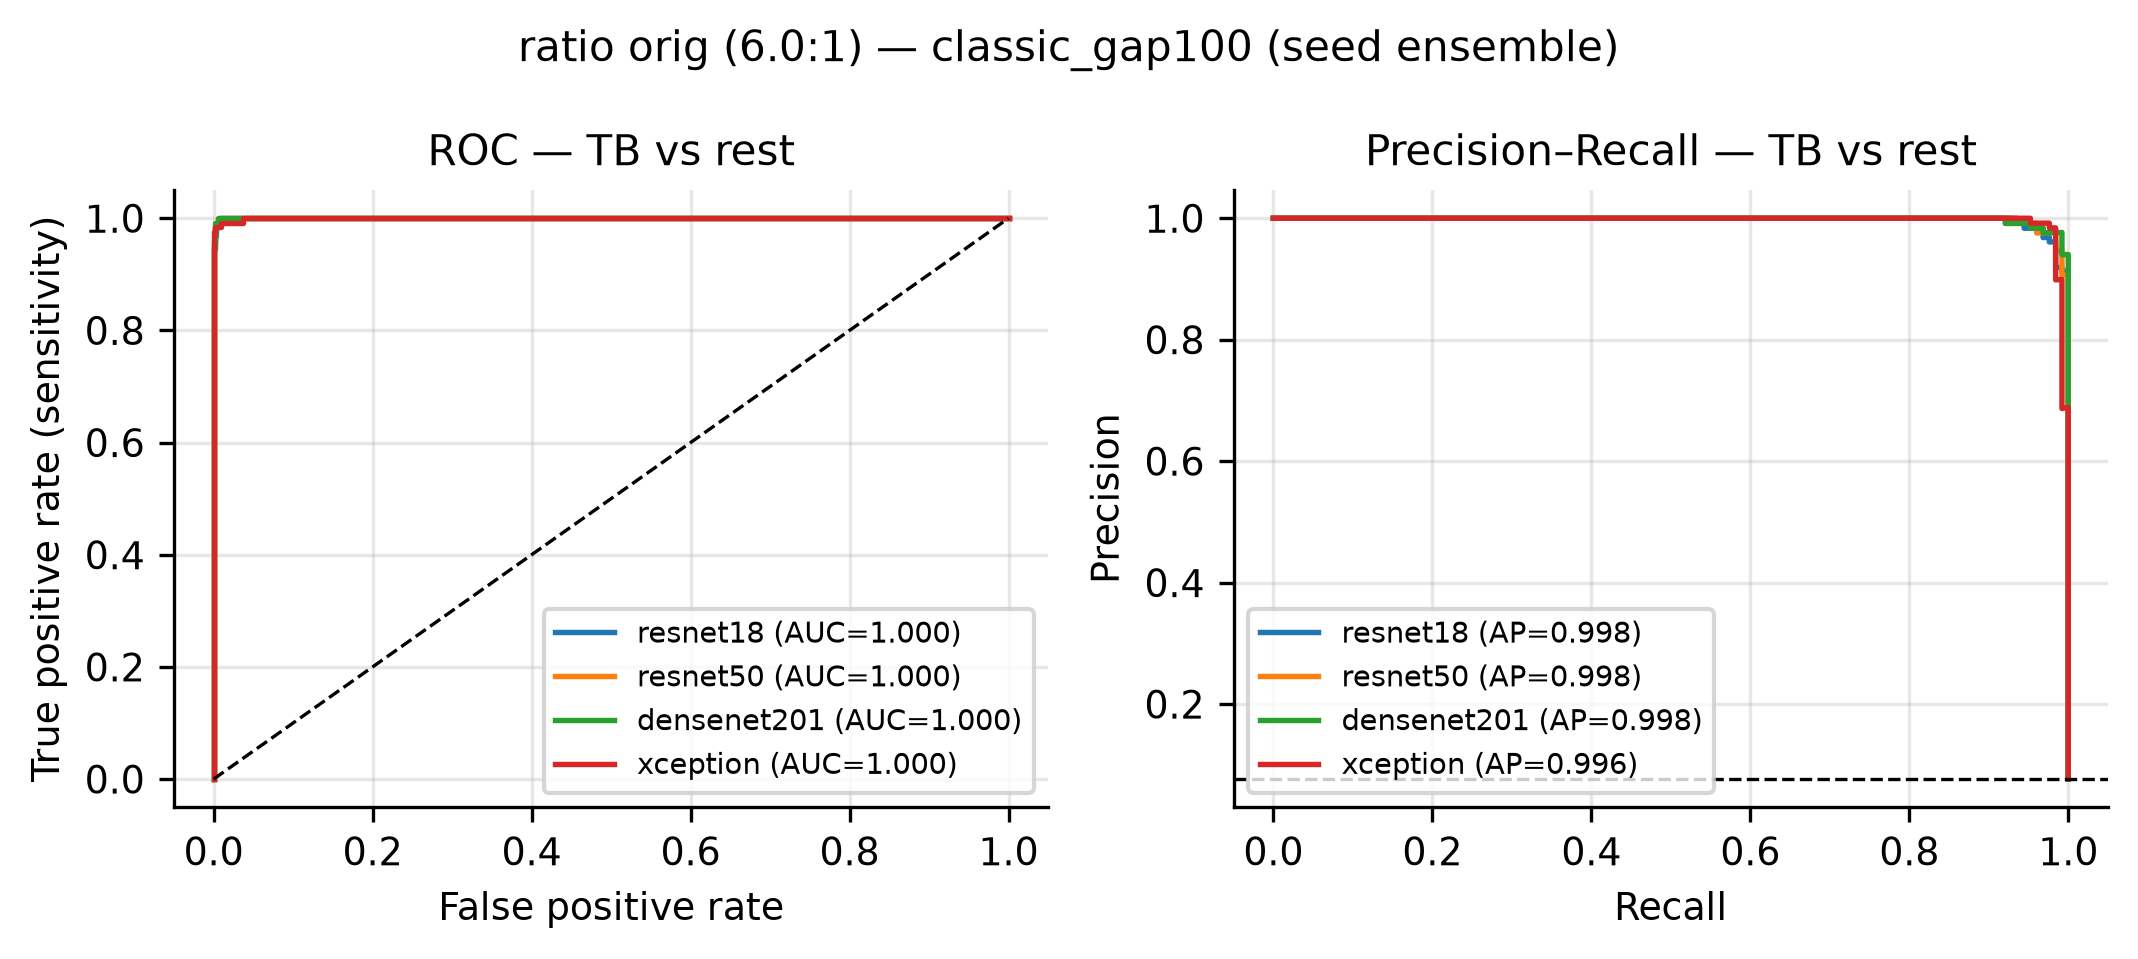 ratio orig (6.0:1) — classic_gap100 (seed ensemble)
ROC — TB vs rest
True positive rate (sensitivity)
1.0
0.8
0.6
0.4
0.2
0.0
resnet18 (AUC=1.000)
resnet50 (AUC=1.000)
densenet201 (AUC=1.000)
xception (AUC=1.000)
0.0 0.2 0.4 0.6 0.8 1.0
False positive rate
Precision–Recall — TB vs rest
Precision
1.0
0.8
0.6
0.4
0.2
resnet18 (AP=0.998)
resnet50 (AP=0.998)
densenet201 (AP=0.998)
xception (AP=0.996)
0.0 0.2 0.4 0.6 0.8 1.0
Recall